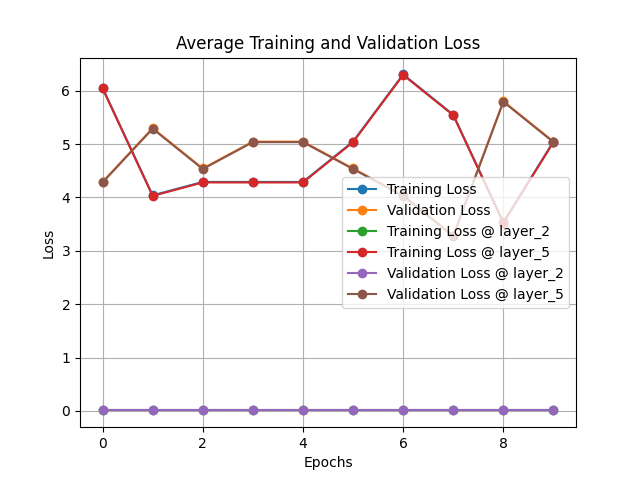 Average Training and Validation Loss
Loss
6
5
4
3
2
1
0
Training Loss
Validation Loss
Training Loss @ layer_2
Training Loss @ layer_5
Validation Loss @ layer_2
Validation Loss @ layer_5
0 2 4 6 8
Epochs